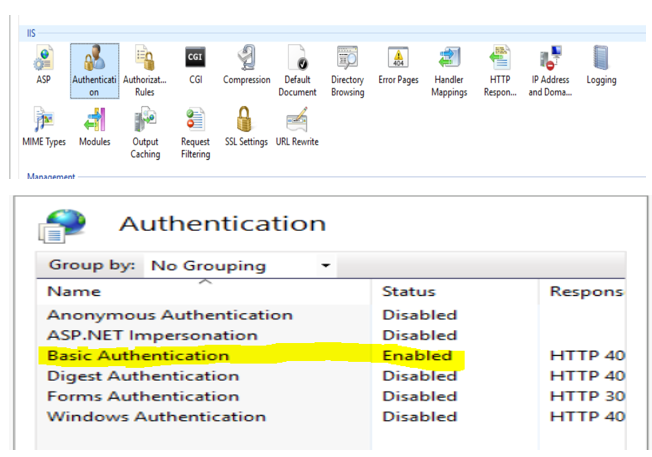 IIS
ASP Authenticati Authorizat... CGI Compression Default Directory Error Pages Handler HTTP IP Address Logging
on Rules Document Browsing Mappings Respon... and Doma...
MIME Types Modules Output Request SSL Settings URL Rewrite
Caching Filtering
Management
Authentication
Group by: No Grouping
Name Status Respons
Anonymous Authentication Disabled
ASP.NET Impersonation Disabled
Basic Authentication Enabled HTTP 40
Digest Authentication Disabled HTTP 40
Forms Authentication Disabled HTTP 30
Windows Authentication Disabled HTTP 40